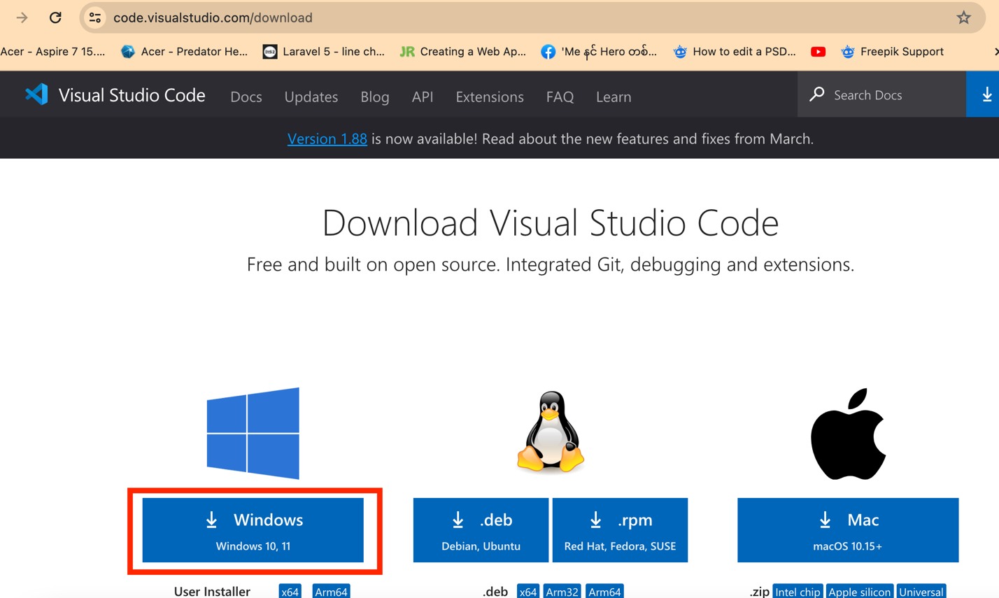 code.visualstudio.com/download
Acer - Aspire 7 15.... Acer - Predator He... Laravel 5 - line ch... JR Creating a Web Ap... 'Me နှင် Hero တစ်... How to edit a PSD... Freepik Support
Visual Studio Code Docs Updates Blog API Extensions FAQ Learn Search Docs
Version 1.88 is now available! Read about the new features and fixes from March.
Download Visual Studio Code
Free and built on open source. Integrated Git, debugging and extensions.
Windows .deb .rpm Mac
Windows 10, 11 Debian, Ubuntu Red Hat, Fedora, SUSE macOS 10.15+
User Installer x64 Arm64 .deb x64 Arm32 Arm64 .zip Intel chip Apple silicon Universal